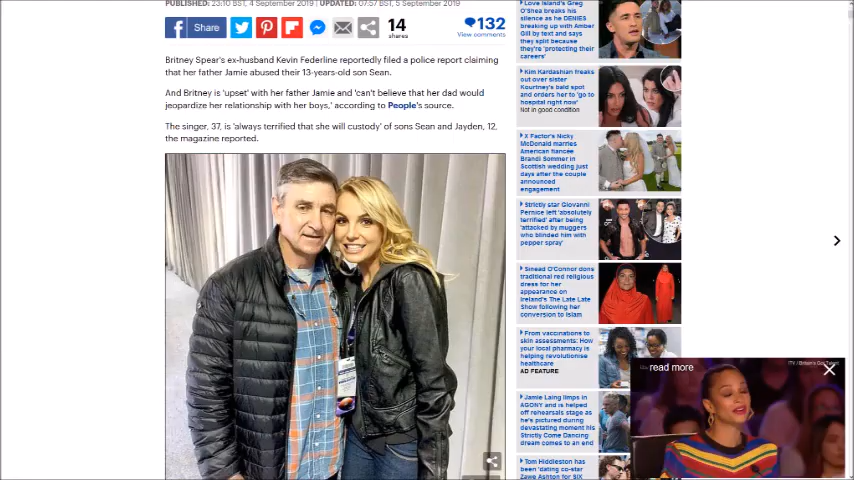 PUBLISHED: 23:10 BST, 4 September 2019 | UPDATED: 07:57 BST, 5 September 2019
Share
14
shares
132
View comments
Britney Spear's ex-husband Kevin Federline reportedly filed a police report claiming
that her father Jamie abused their 13-years-old son Sean.
And Britney is 'upset' with her father Jamie and 'can't believe that her dad would
jeopardize her relationship with her boys,' according to People's source.
The singer, 37, is 'always terrified that she will custody' of sons Sean and Jayden, 12,
the magazine reported.
Love Island's Greg
O'Shea breaks his
silence as he DENIES
breaking up with Amber
Gill by text and says
they split because
they're 'protecting their
careers'
Kim Kardashian freaks
out over sister
Kourtney's bald spot
and orders her to 'go to
hospital right now'
Not in good condition
X Factor's Nicky
McDonald marries
American fiancée
Brandi Sommer in
Scottish wedding just
days after the couple
announced
engagement
Strictly star Giovanni
Pernice left 'absolutely
terrified' after being
'attacked by muggers
who blinded him with
pepper spray'
Sinead O'Connor dons
traditional red religious
dress for her
appearance on
Ireland's The Late Late
Show following her
conversion to Islam
From vaccinations to
skin assessments: How
your local pharmacy is
helping revolutionise
healthcare
AD FEATURE
Jamie Laing limps in
AGONY and is helped
off rehearsals stage as
he's pictured during
devastating moment his
Strictly Come Dancing
dream comes to an end
Tom Hiddleston has
been 'dating co-star
Zawe Ashton for SIX
read more